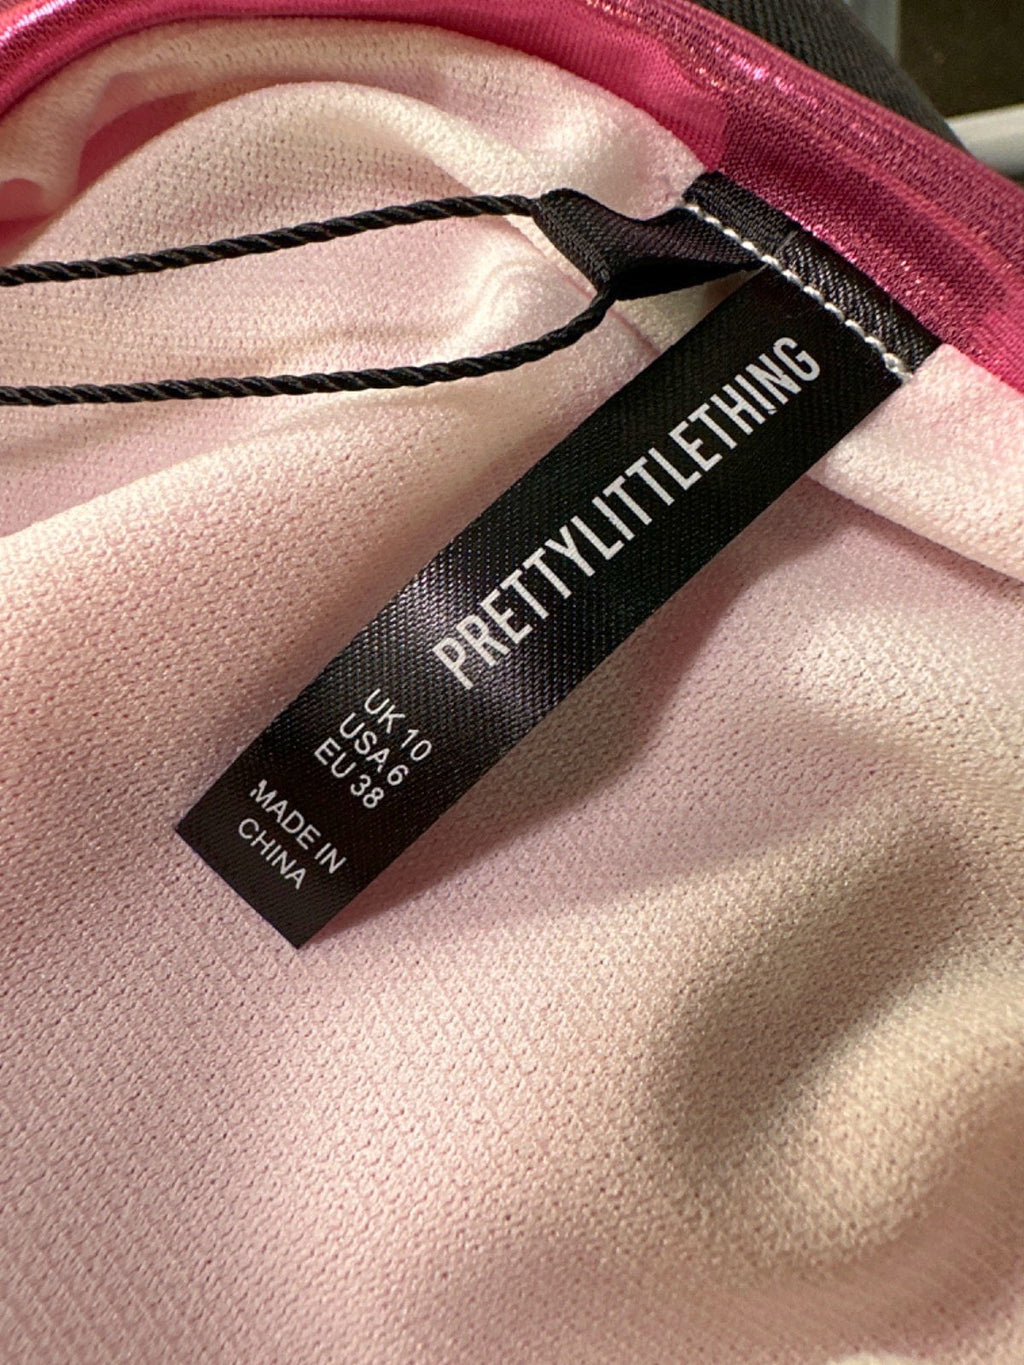 PRETTYLITTLETHING
UK 10
USA 6
EU 38
MADE IN
CHINA